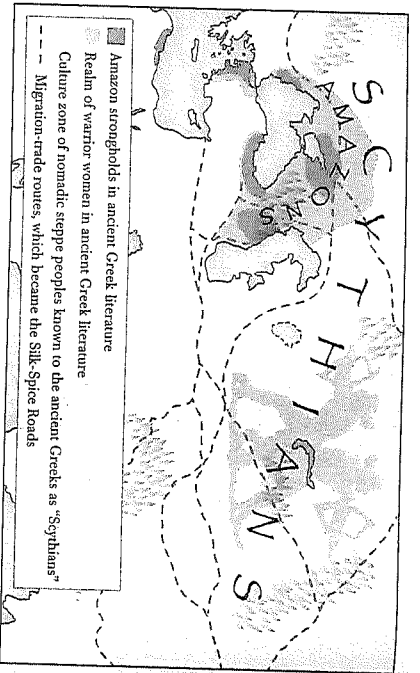 SCYTHIANS
AMAZONS
Amazon strongholds in ancient Greek literature
Realm of warrior women in ancient Greek literature
Culture zone of nomadic steppe peoples known to the ancient Greeks as "Scythians"
Migration-trade routes, which became the Silk-Spice Roads